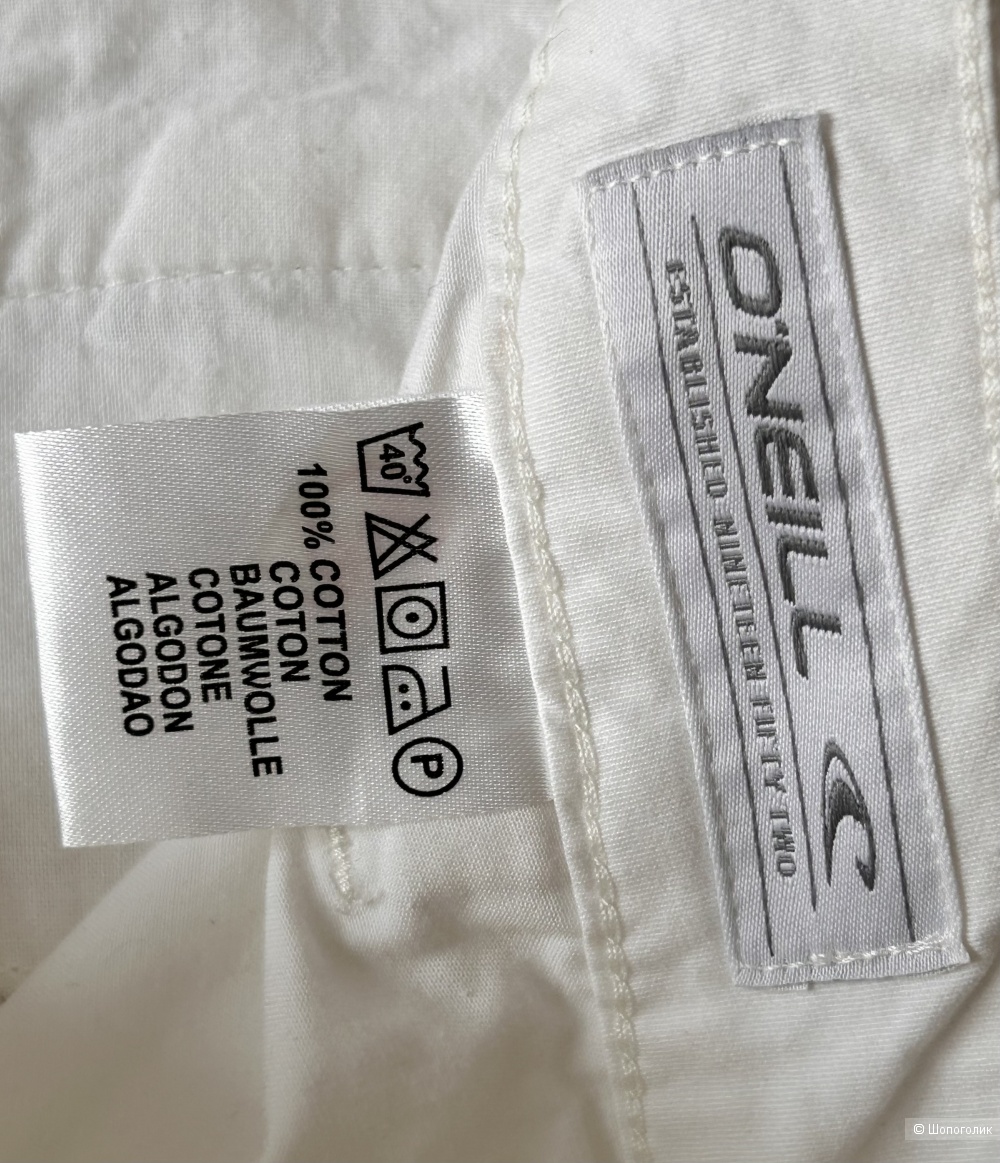 O'NEILL
ESTABLISHED NINETEEN FIFTY TWO
40°
P
100% COTTON
COTON
BAUMWOLLE
COTONE
ALGODON
ALGODAO
© Шопоголик